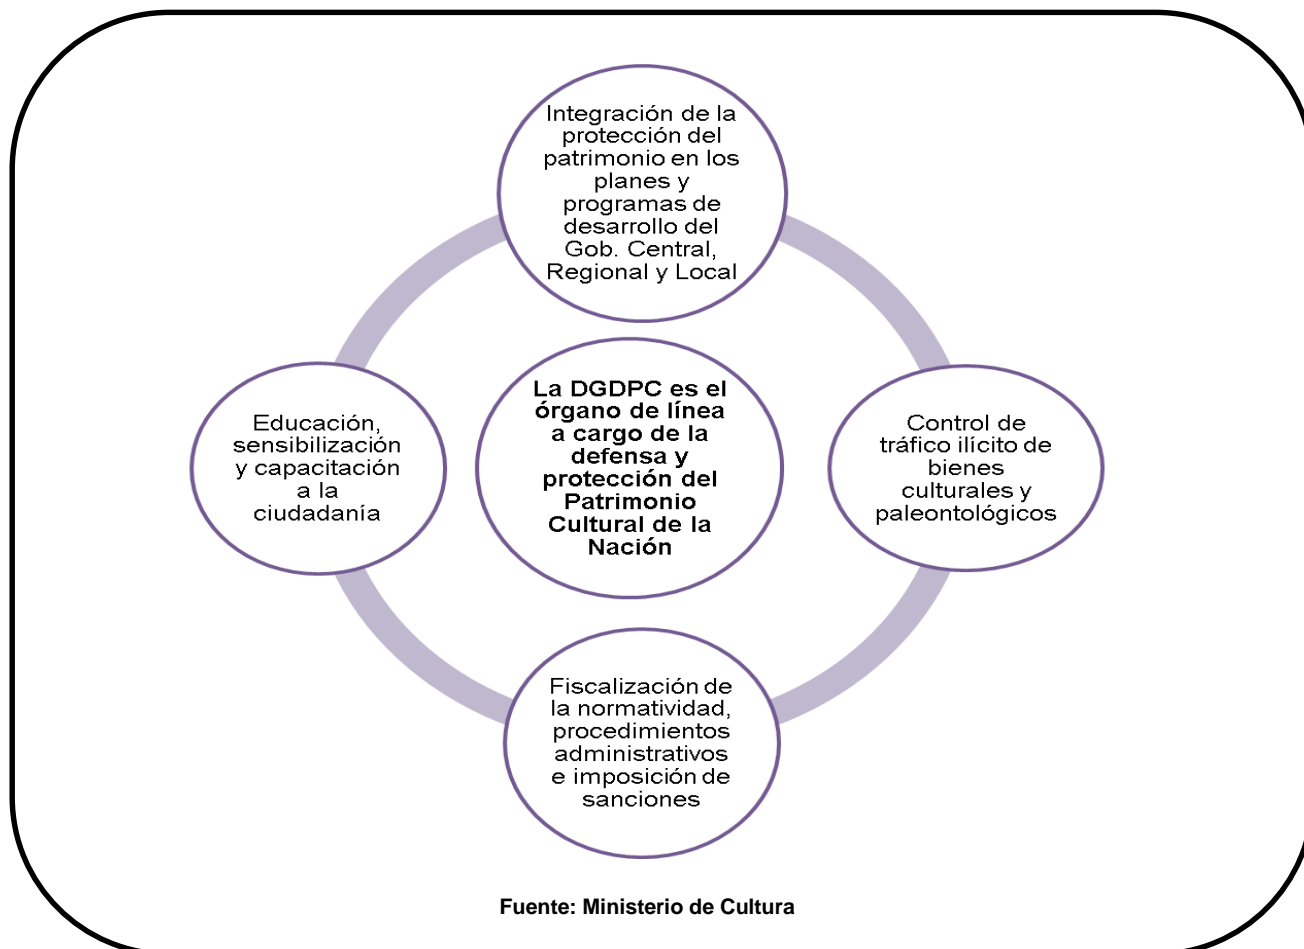 Integración de la
protección del
patrimonio en los
planes y
programas de
desarrollo del
Gob. Central,
Regional y Local
Educación,
sensibilización
y capacitación
a la
ciudadanía
La DGDPC es el
órgano de línea
a cargo de la
defensa y
protección del
Patrimonio
Cultural de la
Nación
Control de
tráfico ilícito de
bienes
culturales y
paleontológicos
Fiscalización de
la normatividad,
procedimientos
administrativos
e imposición de
sanciones
Fuente: Ministerio de Cultura